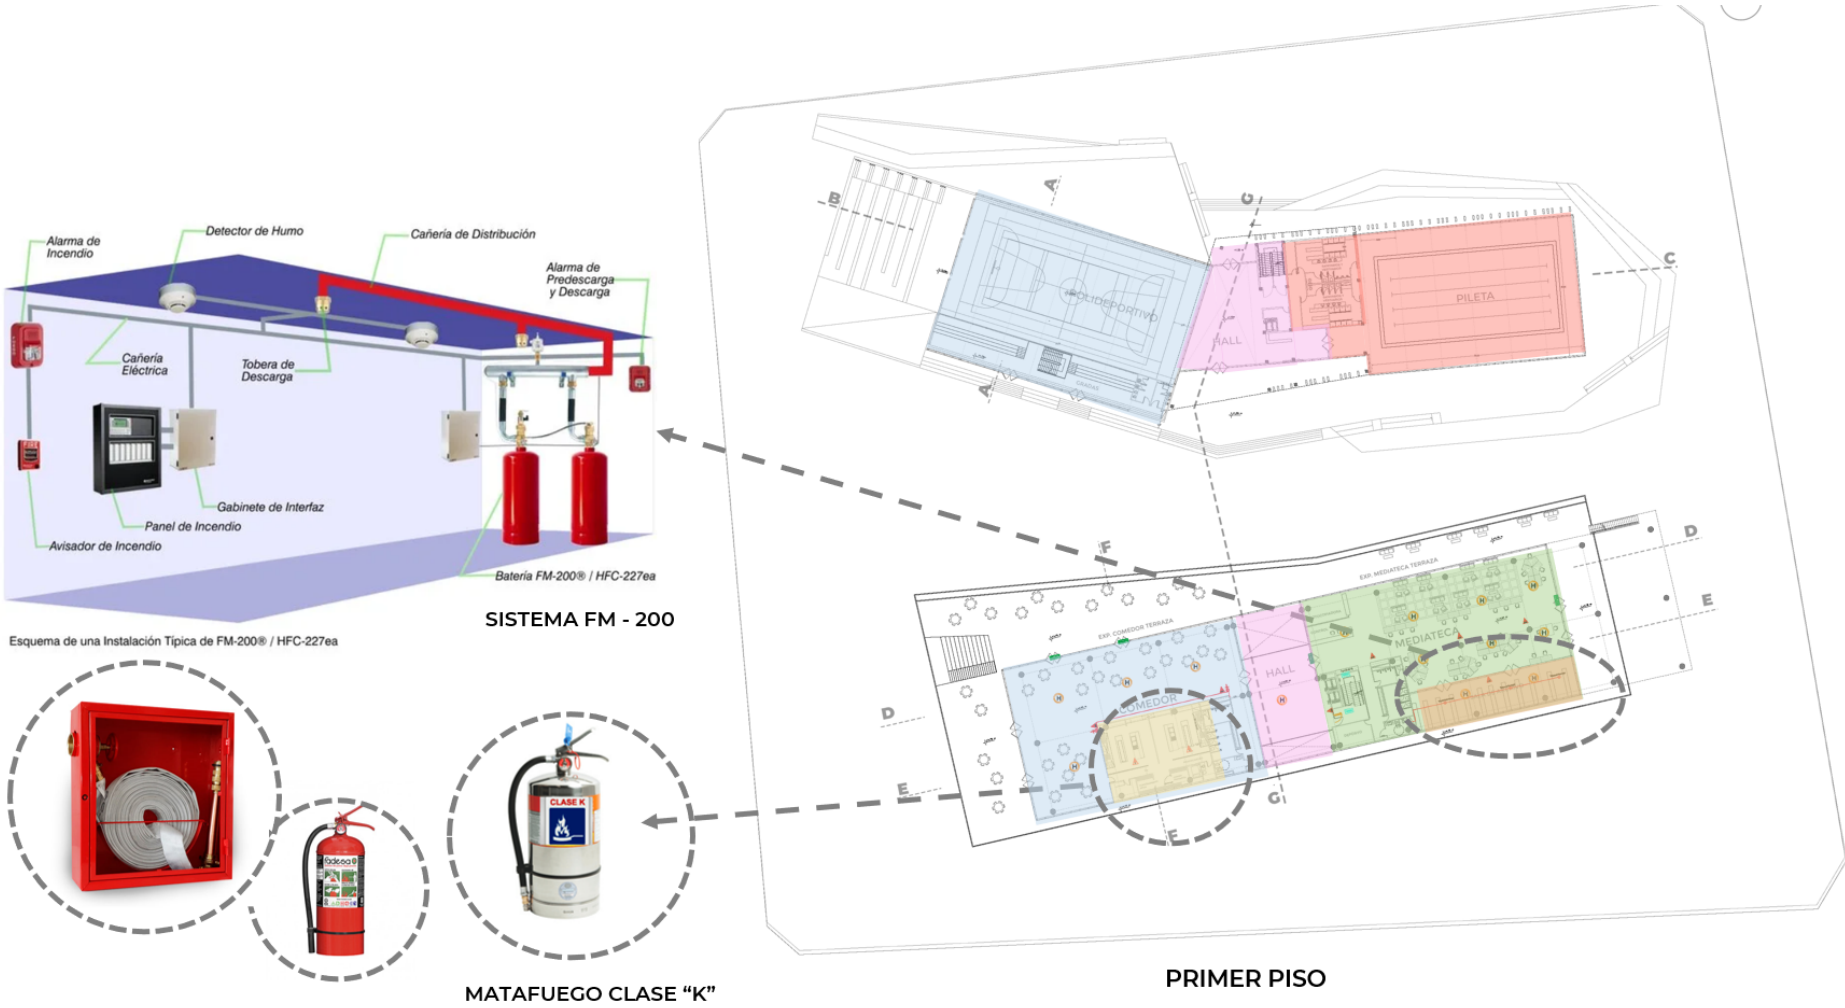 Alarma de
Incendio
Detector de Humo
Cañería de Distribución
Alarma de
Predescarga
y Descarga
Cañería
Eléctrica
Tobera de
Descarga
Gabinete de Interfaz
Panel de Incendio
Avisador de Incendio
Batería FM-200® / HFC-227ea
SISTEMA FM - 200
Esquema de una Instalación Típica de FM-200® / HFC-227ea
FIRE
fadesa
CLASE K
MATAFUEGO CLASE “K”
B
A
G
C
POLIDEPORTIVO
HALL
PILETA
GRADAS
A
F
D
E
EXP. MEDIATECA TERRAZA
EXP. COMEDOR TERRAZA
MEDIATECA
HALL
COMEDOR
H
H
H
H
H
H
H
H
H
H
H
H
D
E
G
F
PRIMER PISO